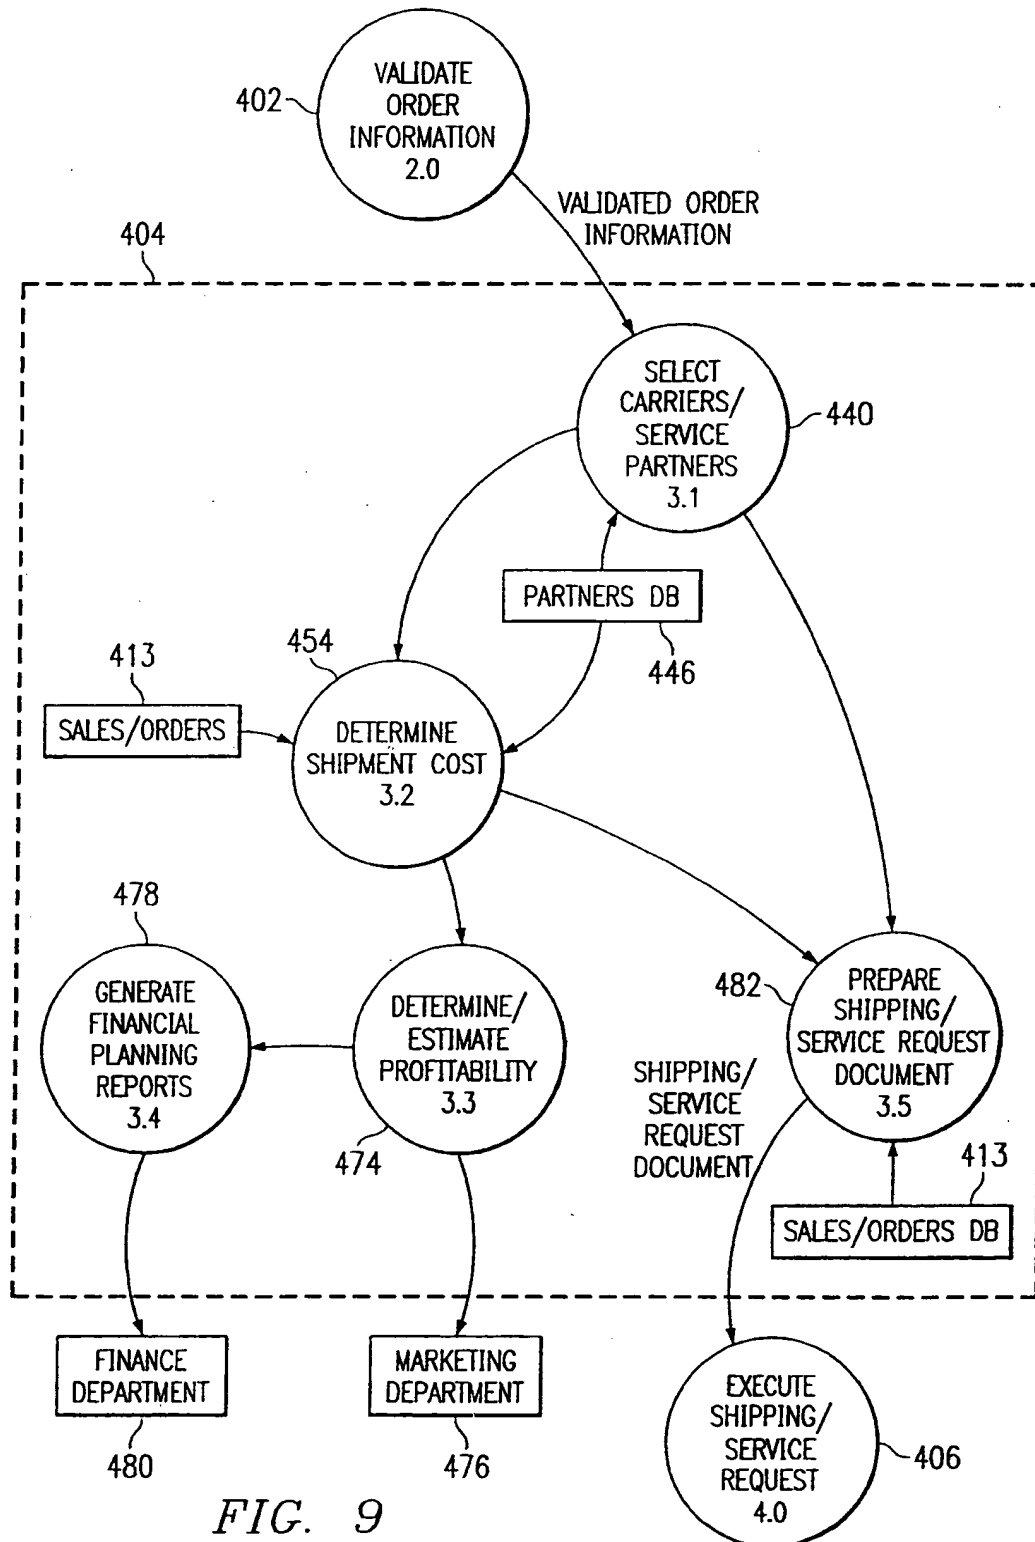 VALIDATE
ORDER
INFORMATION
2.0
402
VALIDATED ORDER
INFORMATION
404
SELECT
CARRIERS/
SERVICE
PARTNERS
3.1
440
PARTNERS DB
446
413
SALES/ORDERS
454
DETERMINE
SHIPMENT COST
3.2
478
GENERATE
FINANCIAL
PLANNING
REPORTS
3.4
DETERMINE/
ESTIMATE
PROFITABILITY
3.3
474
482
PREPARE
SHIPPING/
SERVICE REQUEST
DOCUMENT
3.5
SHIPPING/
SERVICE
REQUEST
DOCUMENT
413
SALES/ORDERS DB
FINANCE
DEPARTMENT
480
MARKETING
DEPARTMENT
476
EXECUTE
SHIPPING/
SERVICE
REQUEST
4.0
406
FIG. 9